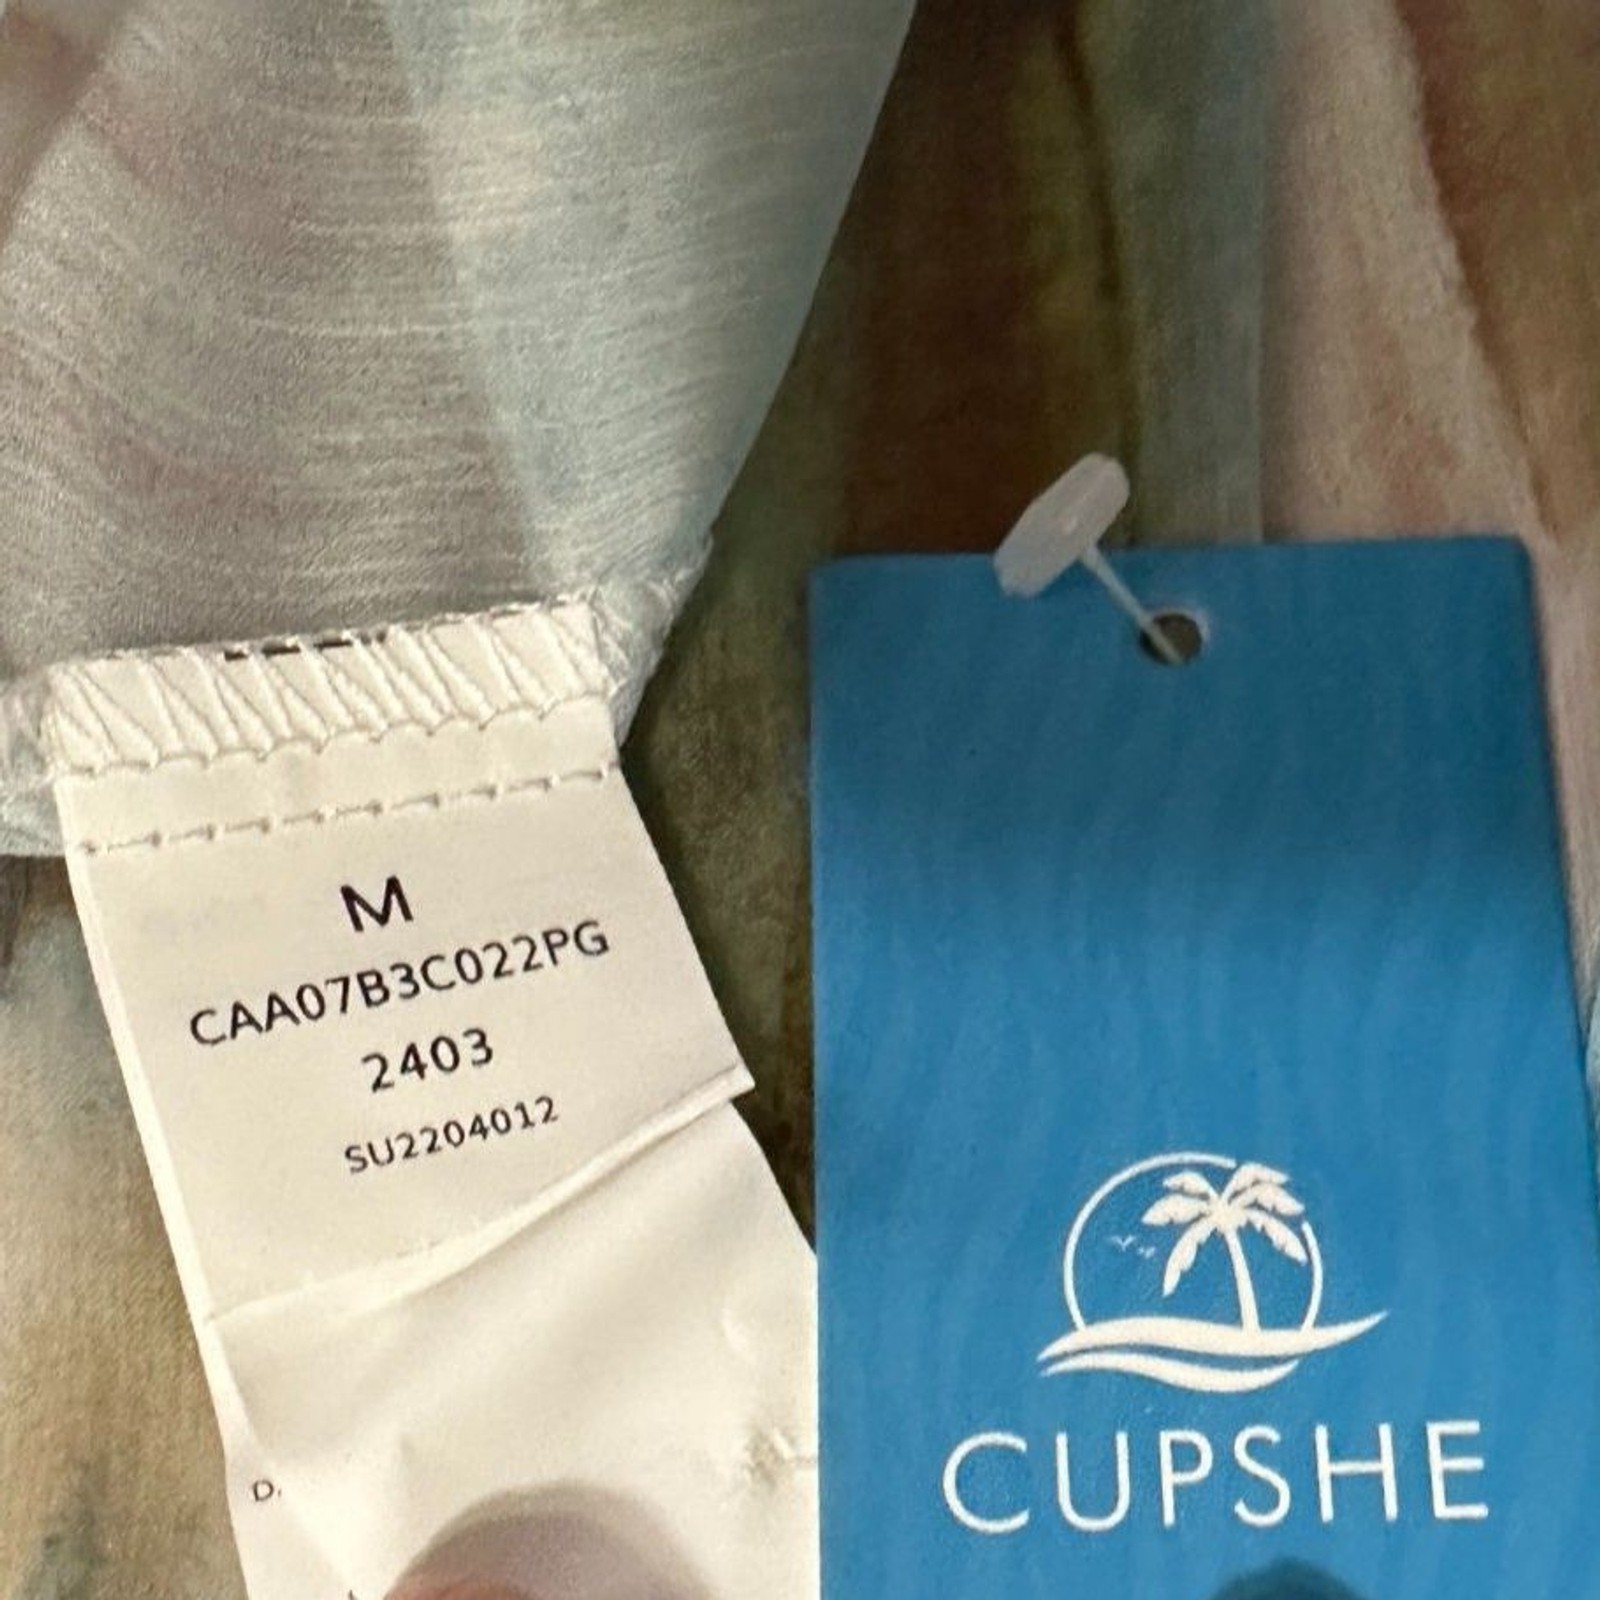 M
CAA07B3C022PG
2403
SU2204012
D.
CUPSHE